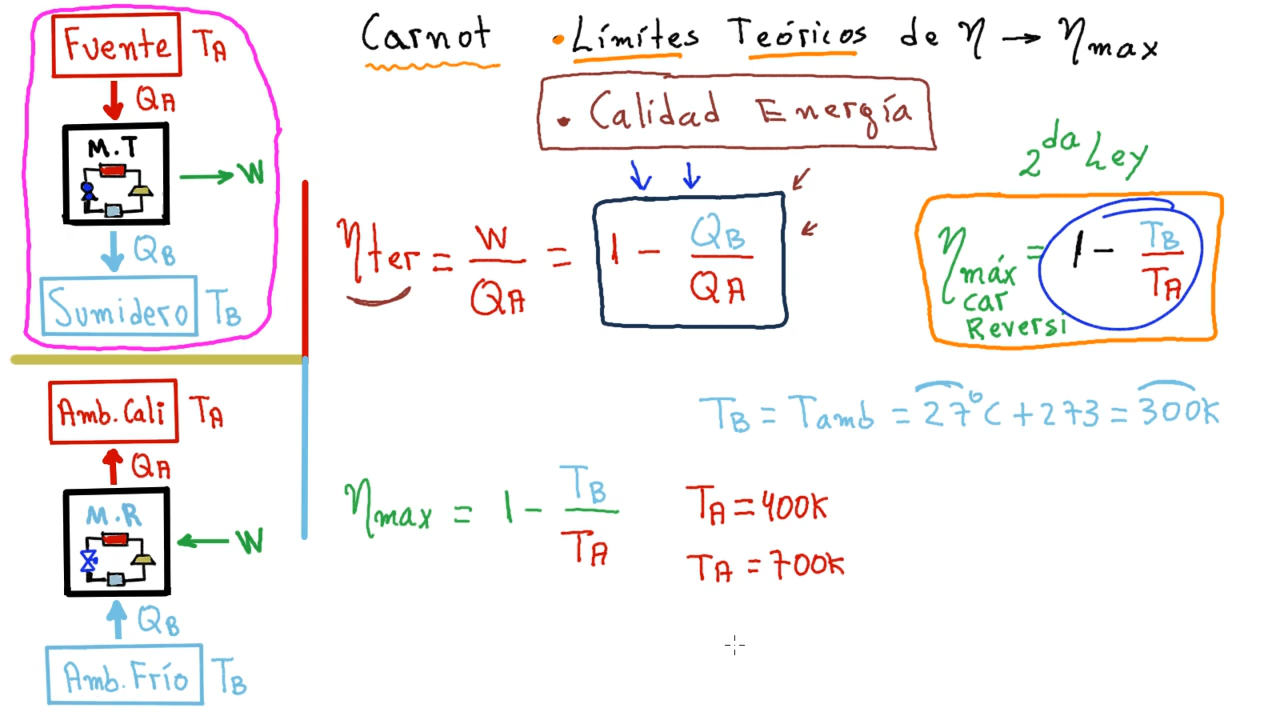 Carnot • Límites Teóricos de η → ηmax
• Calidad Energía
Fuente TA
QA
M.T
W
QB
Sumidero TB
ηter = W/QA = 1 - QB/QA
2da Ley
ηmáx car Reversi = 1 - TB/TA
TB = Tamb = 27°C + 273 = 300K
Amb. Cali TA
QA
M.R
W
QB
Amb. Frío TB
ηmax = 1 - TB/TA
TA = 400K
TA = 700K